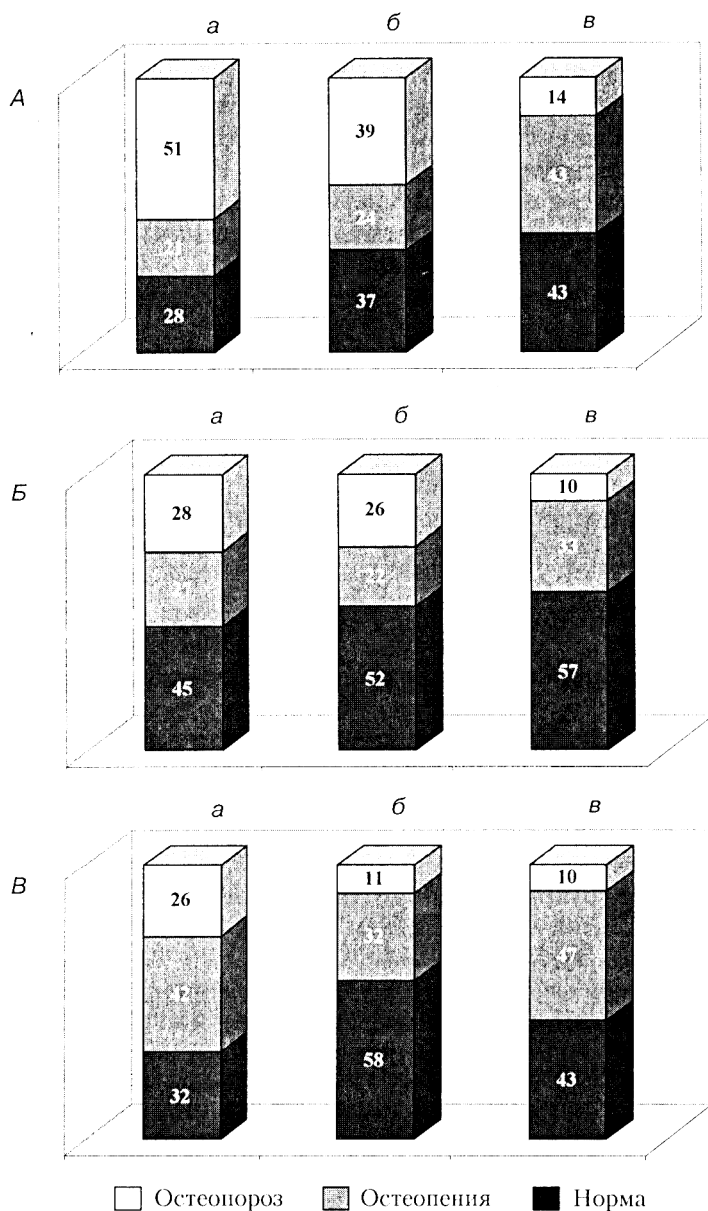 а б в
А
51 39 14
21 24 43
28 37 43
а б в
Б
28 26 10
27 22 33
45 52 57
а б в
В
26 11 10
42 32 47
32 58 43
Остеопороз Остеопения Норма